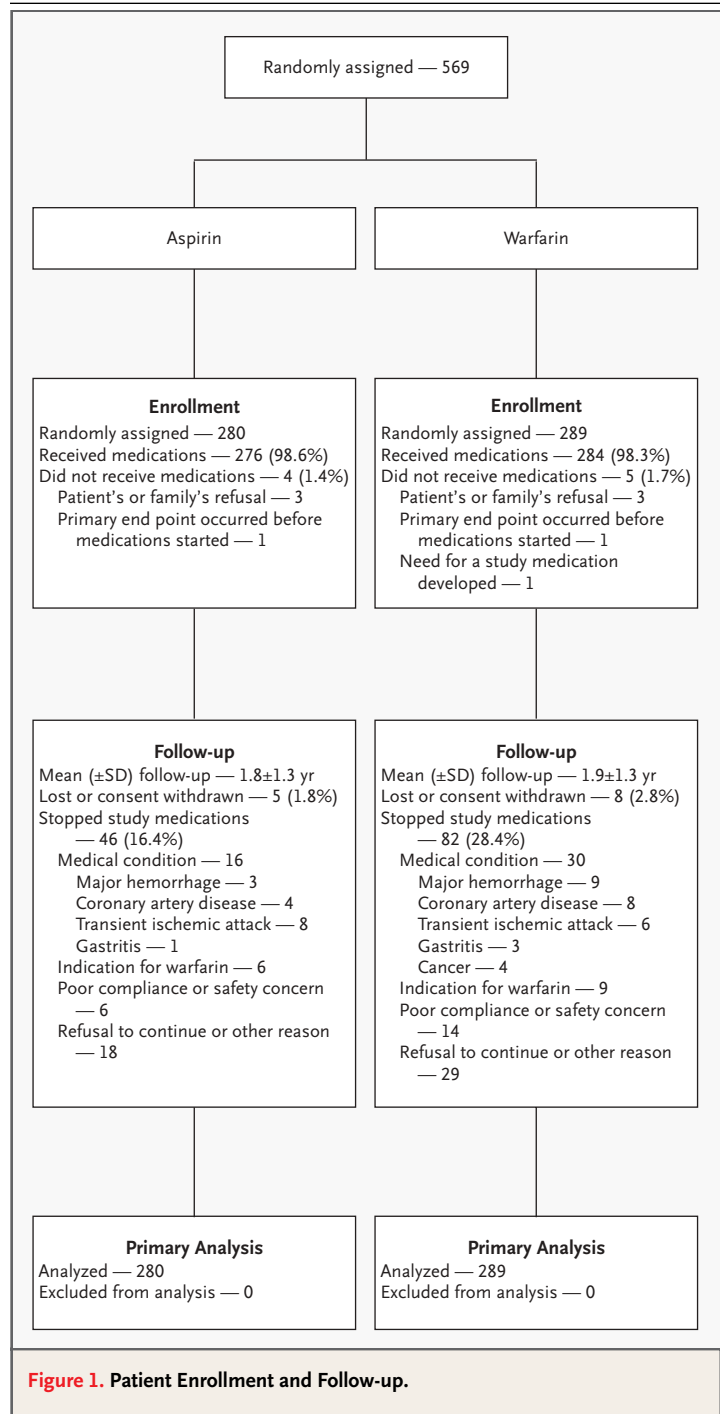 Randomly assigned — 569
Aspirin
Warfarin
Enrollment
Randomly assigned — 280
Received medications — 276 (98.6%)
Did not receive medications — 4 (1.4%)
Patient’s or family’s refusal — 3
Primary end point occurred before
medications started — 1
Enrollment
Randomly assigned — 289
Received medications — 284 (98.3%)
Did not receive medications — 5 (1.7%)
Patient’s or family’s refusal — 3
Primary end point occurred before
medications started — 1
Need for a study medication
developed — 1
Follow-up
Mean (±SD) follow-up — 1.8±1.3 yr
Lost or consent withdrawn — 5 (1.8%)
Stopped study medications
— 46 (16.4%)
Medical condition — 16
Major hemorrhage — 3
Coronary artery disease — 4
Transient ischemic attack — 8
Gastritis — 1
Indication for warfarin — 6
Poor compliance or safety concern
— 6
Refusal to continue or other reason
— 18
Follow-up
Mean (±SD) follow-up — 1.9±1.3 yr
Lost or consent withdrawn — 8 (2.8%)
Stopped study medications
— 82 (28.4%)
Medical condition — 30
Major hemorrhage — 9
Coronary artery disease — 8
Transient ischemic attack — 6
Gastritis — 3
Cancer — 4
Indication for warfarin — 9
Poor compliance or safety concern
— 14
Refusal to continue or other reason
— 29
Primary Analysis
Analyzed — 280
Excluded from analysis — 0
Primary Analysis
Analyzed — 289
Excluded from analysis — 0
Figure 1. Patient Enrollment and Follow-up.